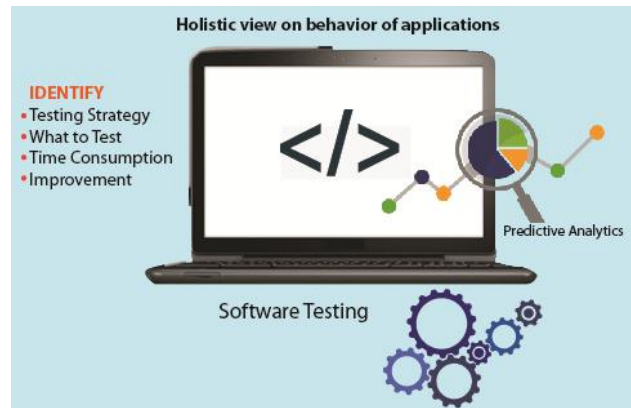 Holistic view on behavior of applications
IDENTIFY
• Testing Strategy
• What to Test
• Time Consumption
• Improvement
</>
Predictive Analytics
Software Testing